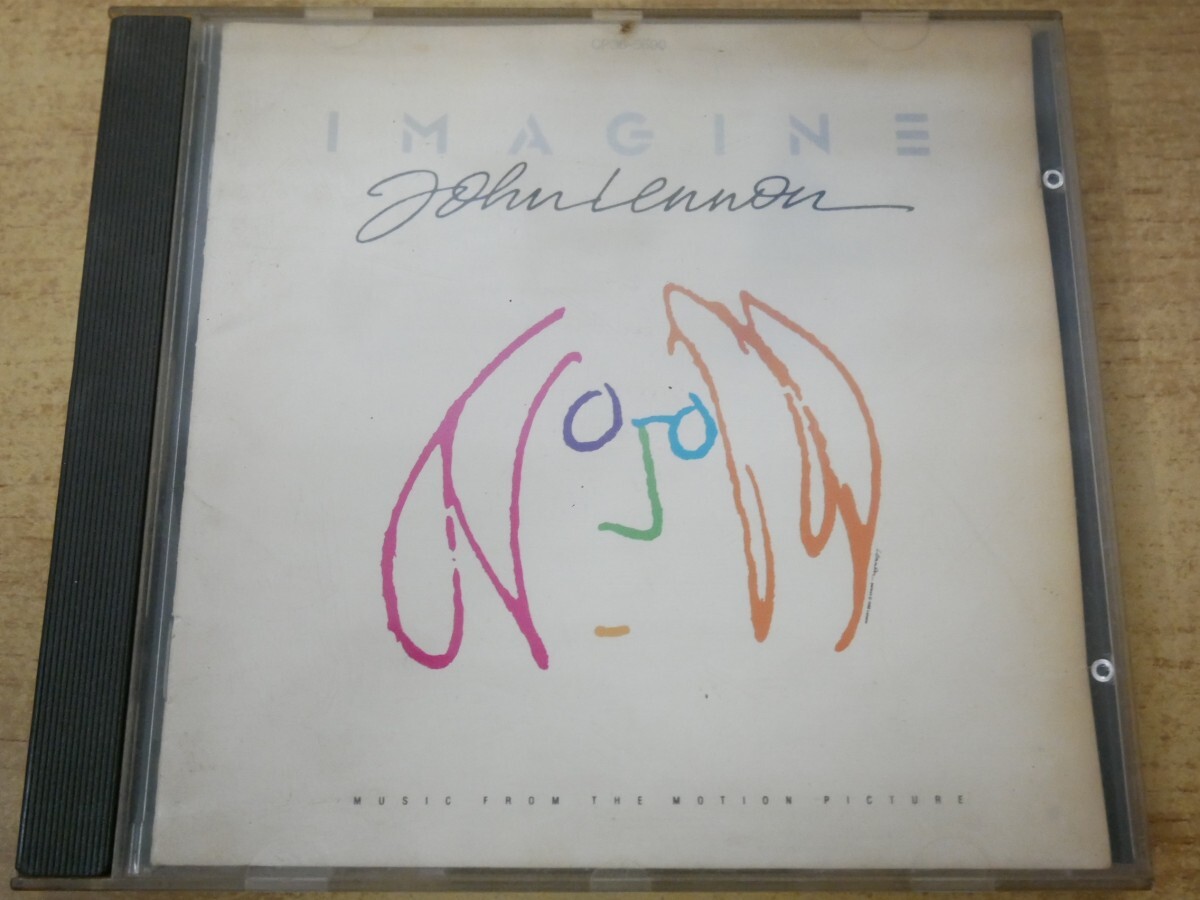 IMAGINE
John Lennon
MUSIC FROM THE MOTION PICTURE